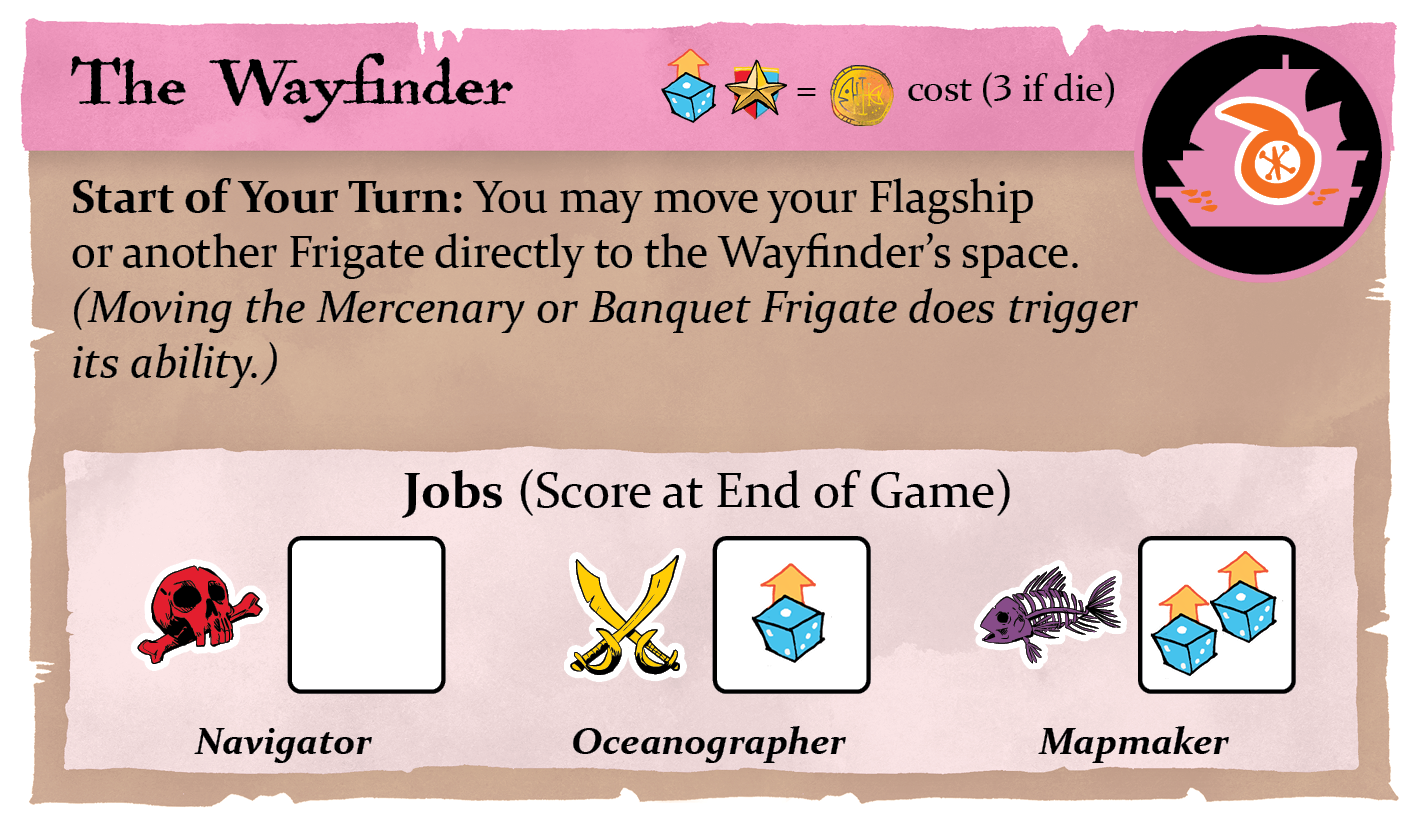 The Wayfinder
= cost (3 if die)
Start of Your Turn: You may move your Flagship
or another Frigate directly to the Wayfinder’s space.
(Moving the Mercenary or Banquet Frigate does trigger
its ability.)
Jobs (Score at End of Game)
Navigator
Oceanographer
Mapmaker